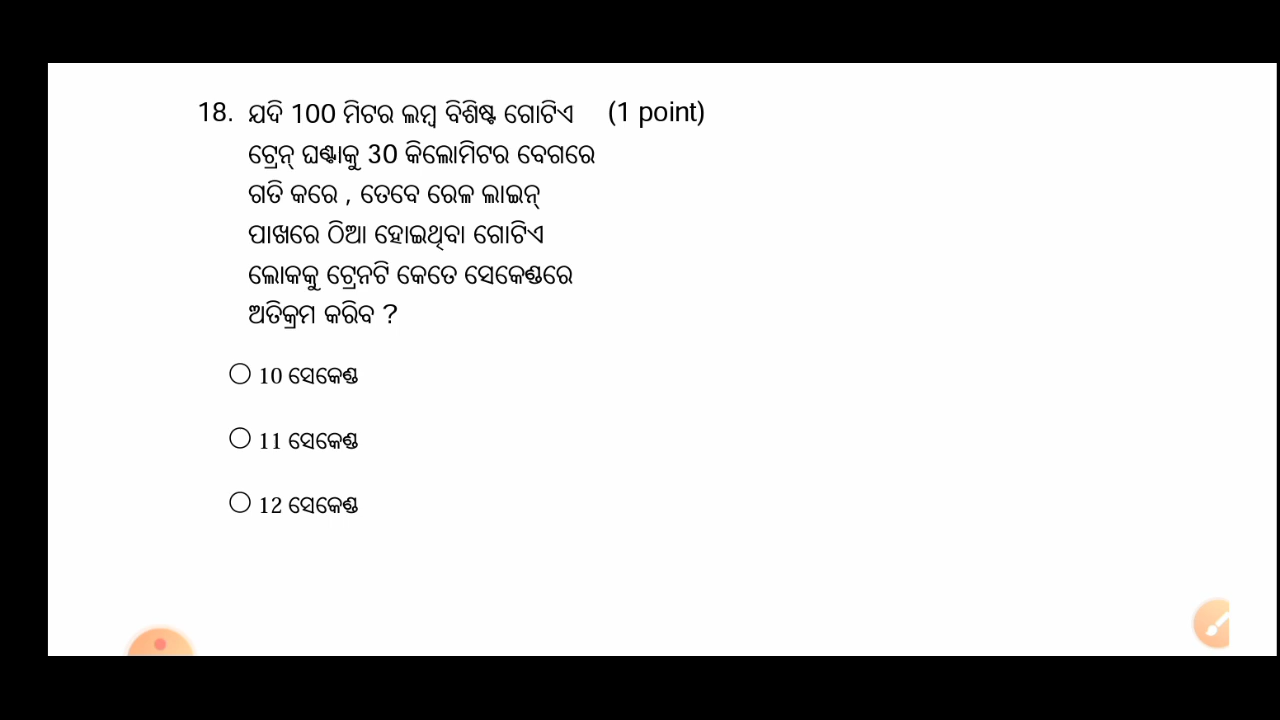 18. ଯଦି 100 ମିଟର ଲମ୍ବ ବିଶିଷ୍ଟ ଗୋଟିଏ (1 point)
ଟ୍ରେନ୍ ଘଣ୍ଟାକୁ 30 କିଲୋମିଟର ବେଗରେ
ଗତି କରେ , ତେବେ ରେଳ ଲାଇନ୍
ପାଖରେ ଠିଆ ହୋଇଥିବା ଗୋଟିଏ
ଲୋକକୁ ଟ୍ରେନଟି କେତେ ସେକେଣ୍ଡରେ
ଅତିକ୍ରମ କରିବ ?
10 ସେକେଣ୍ଡ
11 ସେକେଣ୍ଡ
12 ସେକେଣ୍ଡ